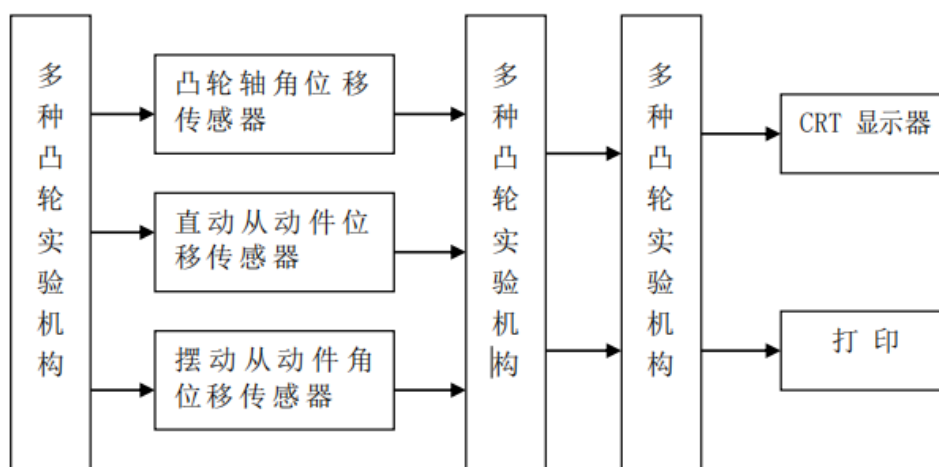 多种凸轮实验机构
凸轮轴角位移
传感器
直动从动件位
移传感器
摆动从动件角
位移传感器
多种凸轮实验机构
多种凸轮实验机构
CRT 显示器
打 印